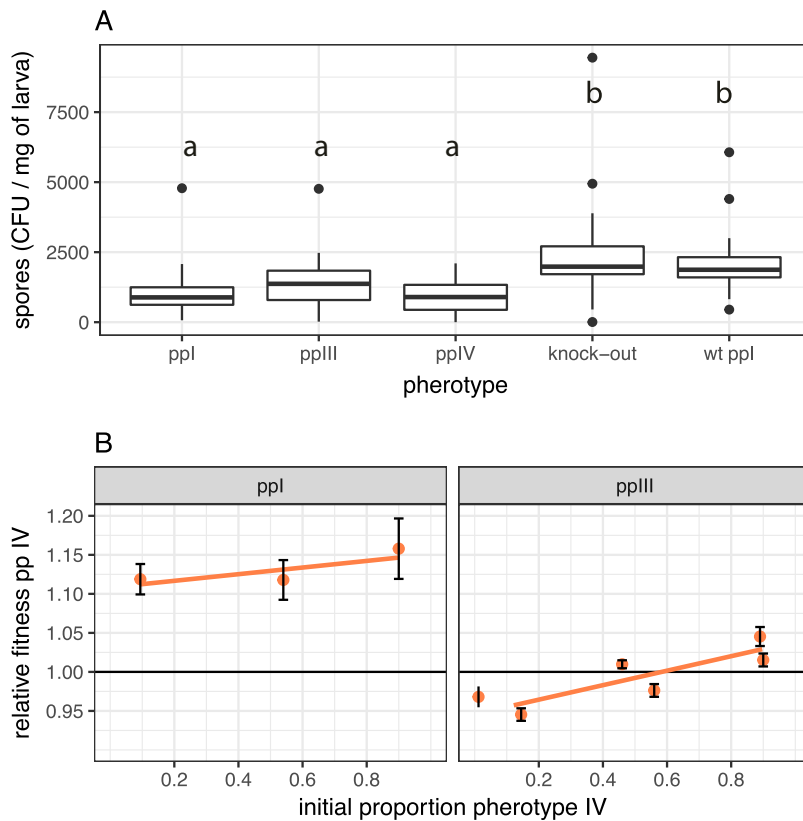 A
spores (CFU / mg of larva)
7500
5000
2500
0
a
a
a
b
b
ppI
ppIII
ppIV
knock−out
wt ppI
pherotype
B
ppI
ppIII
relative fitness pp IV
1.20
1.15
1.10
1.05
1.00
0.95
0.2 0.4 0.6 0.8
0.2 0.4 0.6 0.8
initial proportion pherotype IV